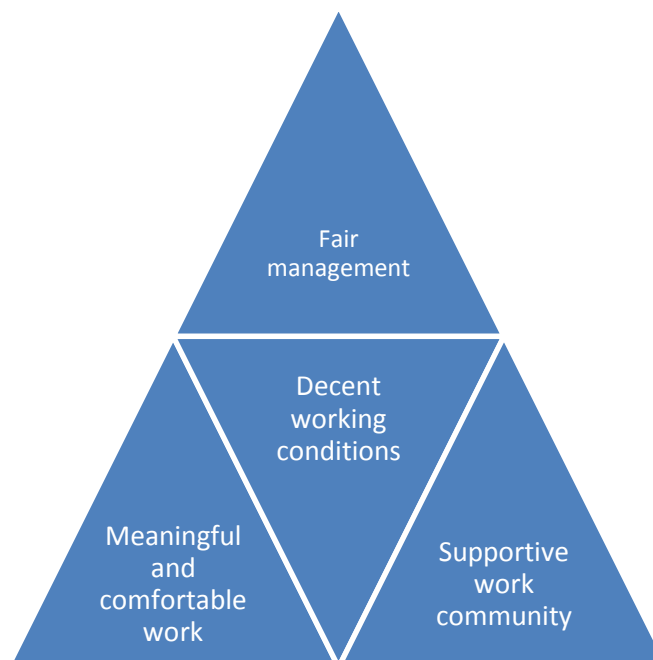 Fair
management
Decent
working
conditions
Meaningful
and
comfortable
work
Supportive
work
community